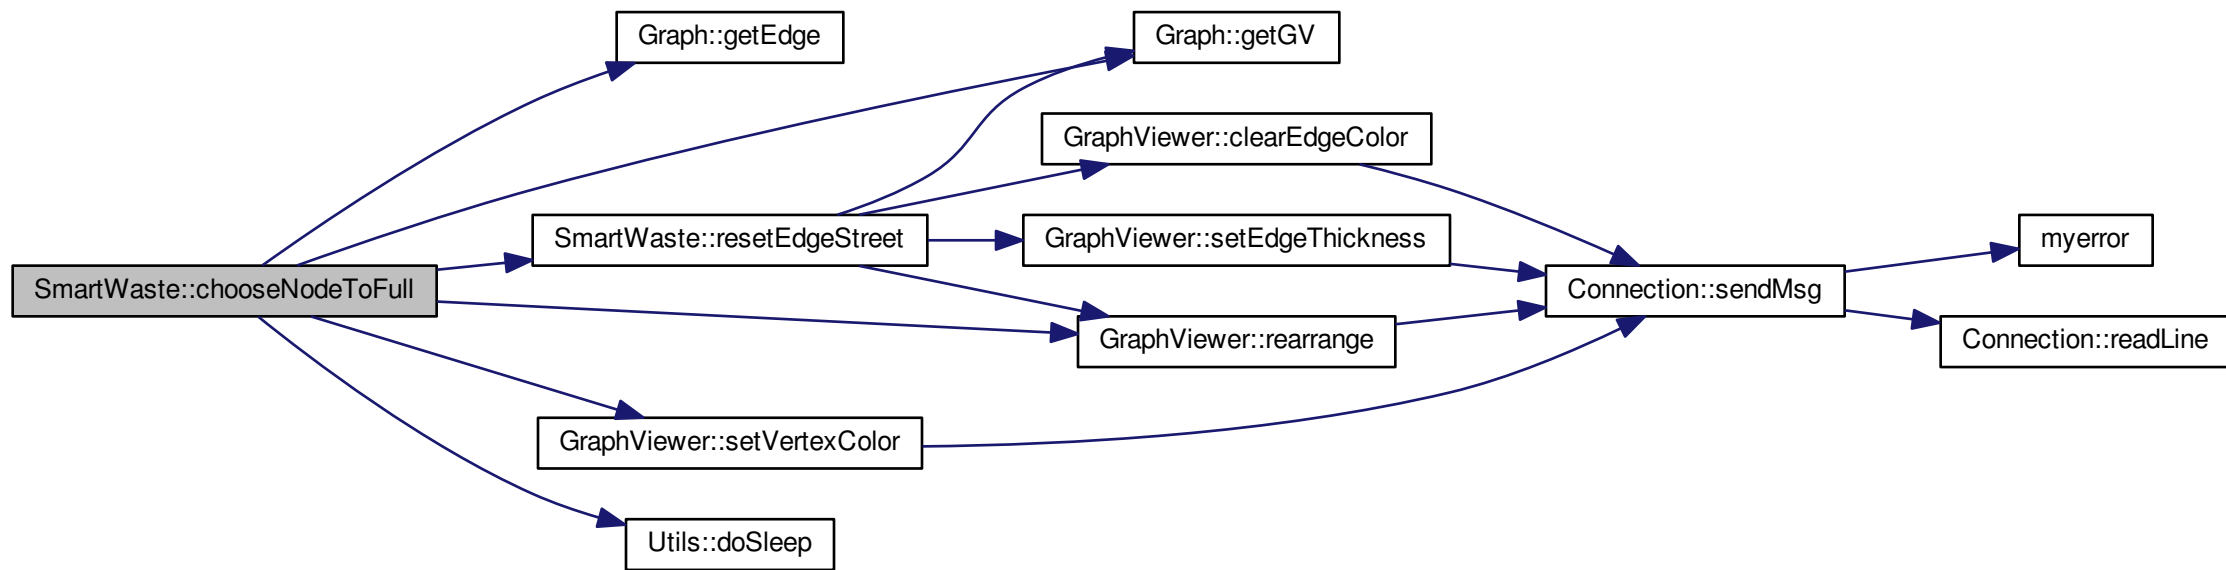 Graph::getEdge
Graph::getGV
GraphViewer::clearEdgeColor
SmartWaste::resetEdgeStreet
GraphViewer::setEdgeThickness
myerror
SmartWaste::chooseNodeToFull
Connection::sendMsg
GraphViewer::rearrange
Connection::readLine
GraphViewer::setVertexColor
Utils::doSleep